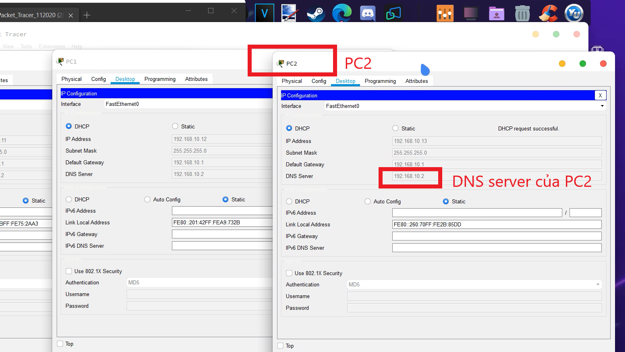 Packet_Tracer_112020 (2
Tracer
PC1
Physical Config Desktop Programming Attributes
IP Configuration
Interface FastEthernet0
DHCP Static
IP Address 192.168.10.12
Subnet Mask 255.255.255.0
Default Gateway 192.168.10.1
DNS Server 192.168.10.2
DHCP Auto Config Static
IPv6 Address
Link Local Address FE80::201:42FF:FEA9:732B
IPv6 Gateway
IPv6 DNS Server
Use 802.1X Security
Authentication MD5
Username
Password
Top
Static
BFF:FE75:2AA3
PC2
PC2
Physical Config Desktop Programming Attributes
IP Configuration X
Interface FastEthernet0
DHCP Static DHCP request successful.
IP Address 192.168.10.13
Subnet Mask 255.255.255.0
Default Gateway 192.168.10.1
DNS Server 192.168.10.2
DNS server của PC2
DHCP Auto Config Static
IPv6 Address /
Link Local Address FE80::260:70FF:FE2B:85DD
IPv6 Gateway
IPv6 DNS Server
Use 802.1X Security
Authentication MD5
Username
Password
Top